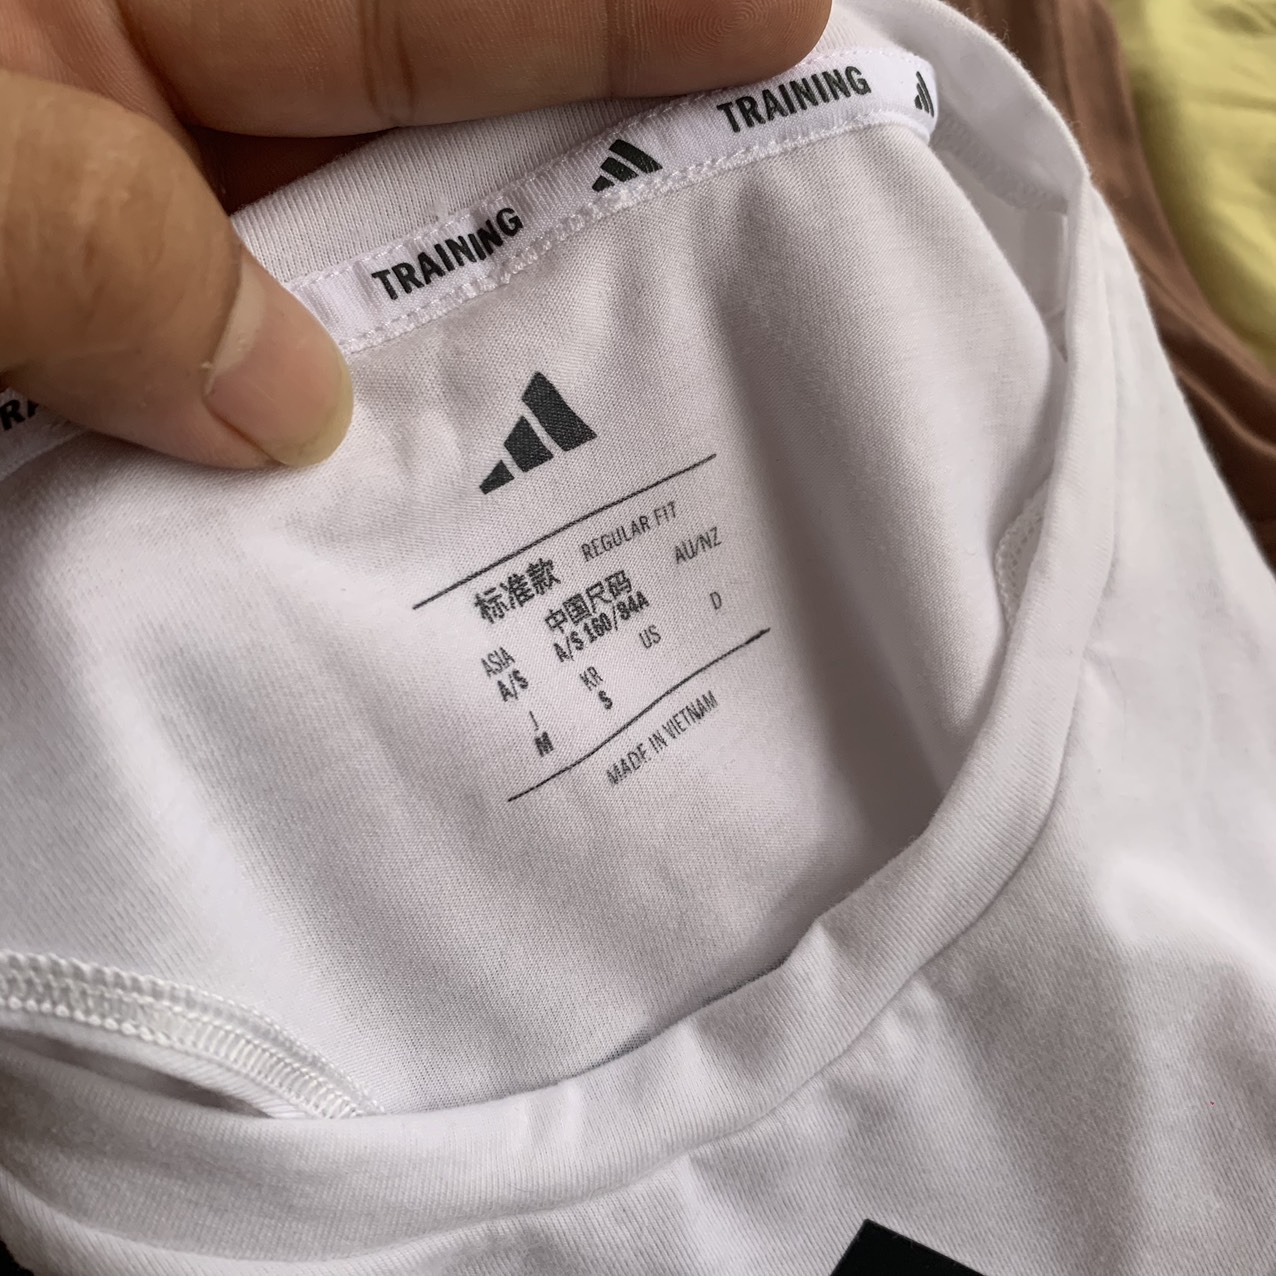 TRAINING
TRAINING
标准款 REGULAR FIT
ASIA 中国尺码 AU/NZ
A/S A/S 160/84A
J KR US D
M S
MADE IN VIETNAM